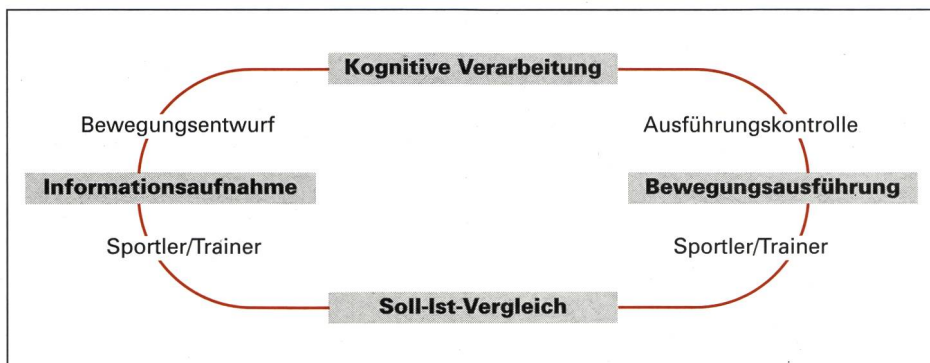 Kognitive Verarbeitung
Bewegungsentwurf
Ausführungskontrolle
Informationsaufnahme
Bewegungsausführung
Sportler/Trainer
Sportler/Trainer
Soll-Ist-Vergleich